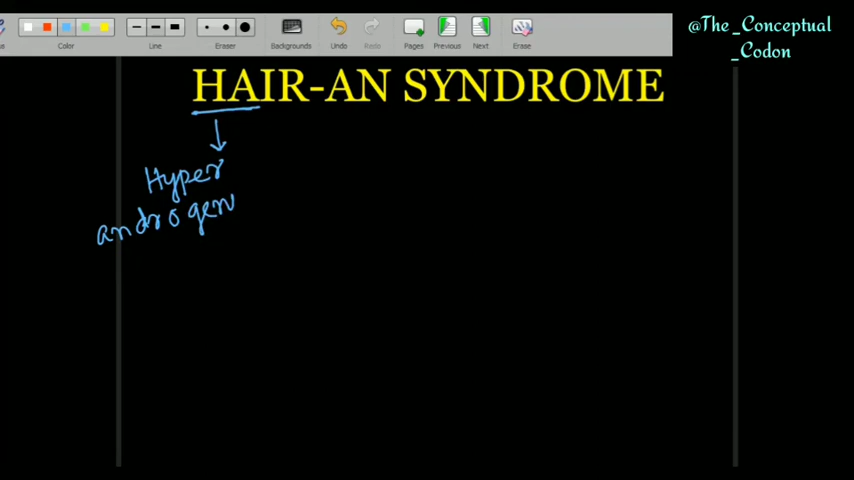 @The_Conceptual
_Codon
Color
Line
Eraser
Backgrounds
Undo
Redo
Pages
Previous
Next
Erase
HAIR-AN SYNDROME
Hyper
androgen